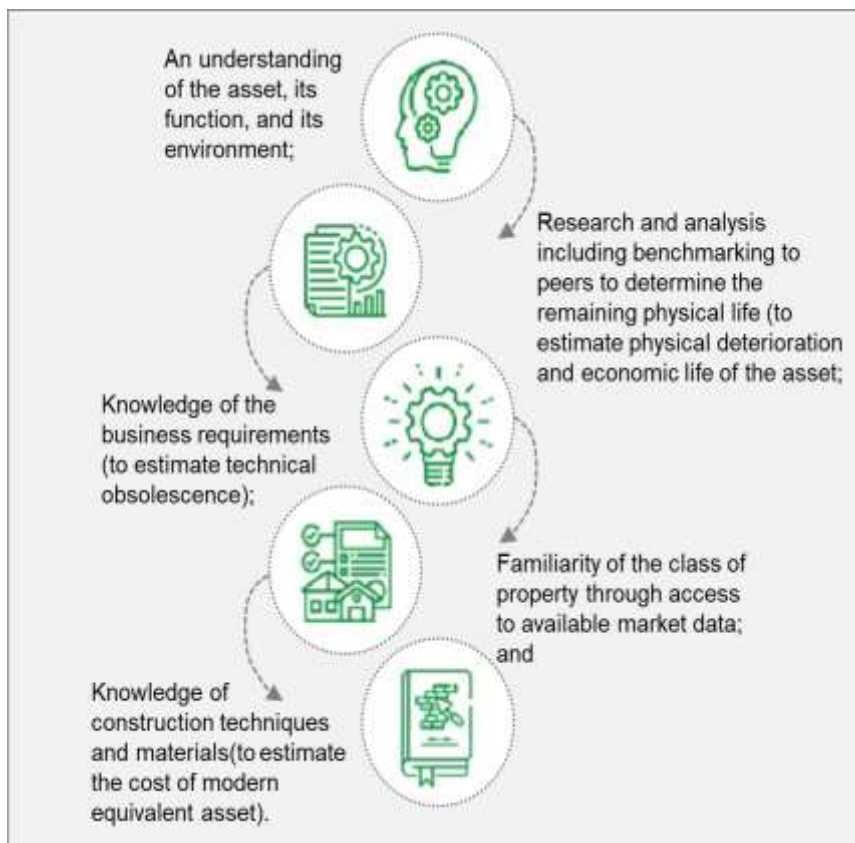 An understanding
of the asset, its
function, and its
environment;
Research and analysis
including benchmarking to
peers to determine the
remaining physical life (to
estimate physical deterioration
and economic life of the asset;
Knowledge of the
business requirements
(to estimate technical
obsolescence);
Familiarity of the class of
property through access
to available market data;
and
Knowledge of
construction techniques
and materials(to estimate
the cost of modern
equivalent asset).